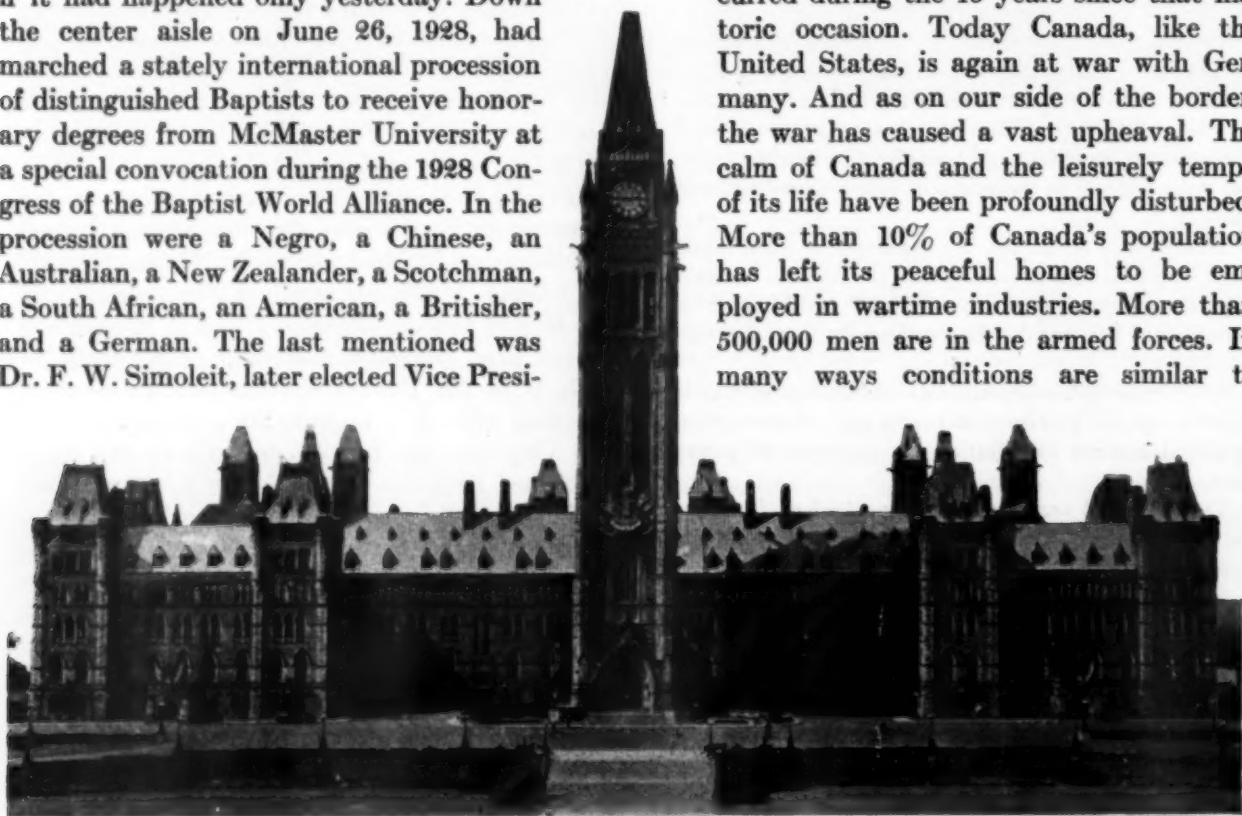 it had happened only yesterday. Down
the center aisle on June 26, 1928, had
marched a stately international procession
of distinguished Baptists to receive honor-
ary degrees from McMaster University at
a special convocation during the 1928 Con-
gress of the Baptist World Alliance. In the
procession were a Negro, a Chinese, an
Australian, a New Zealander, a Scotchman,
a South African, an American, a Britisher,
and a German. The last mentioned was
Dr. F. W. Simoleit, later elected Vice Presi-
during the 15 years since that
toric occasion. Today Canada, like th
United States, is again at war with Ger
many. And as on our side of the border
the war has caused a vast upheaval. Th
calm of Canada and the leisurely temp
of its life have been profoundly disturbed
More than 10% of Canada's populatio
has left its peaceful homes to be em
ployed in wartime industries. More tha
500,000 men are in the armed forces. I
many ways conditions are similar t